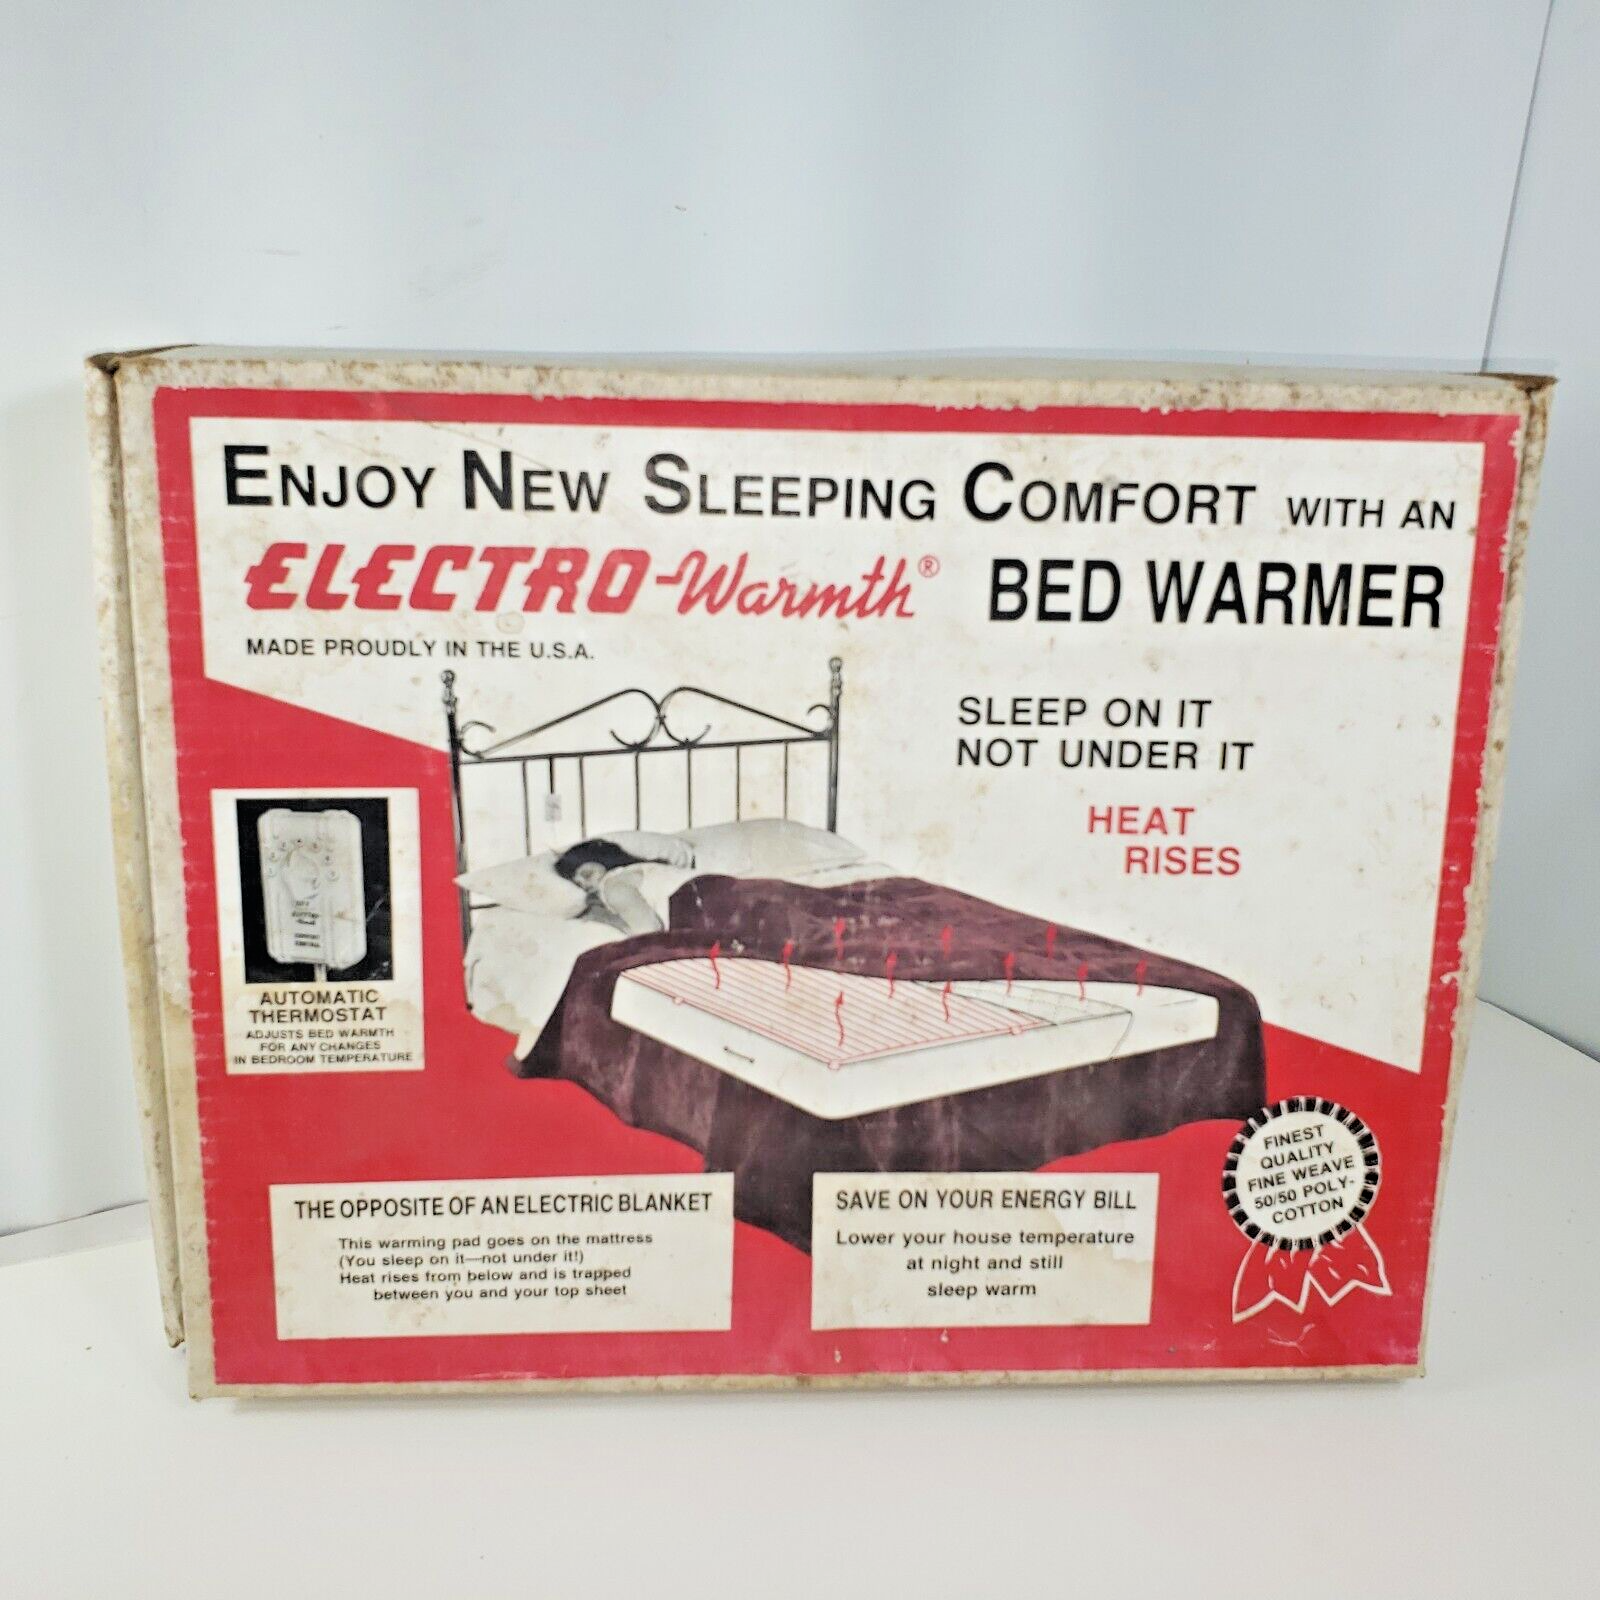 ENJOY NEW SLEEPING COMFORT WITH AN
ELECTRO-Warmth® BED WARMER
MADE PROUDLY IN THE U.S.A.
SLEEP ON IT
NOT UNDER IT
HEAT
RISES
AUTOMATIC
THERMOSTAT
ADJUSTS BED WARMTH
FOR ANY CHANGES
IN BEDROOM TEMPERATURE
THE OPPOSITE OF AN ELECTRIC BLANKET
This warming pad goes on the mattress
(You sleep on it—not under it!)
Heat rises from below and is trapped
between you and your top sheet
SAVE ON YOUR ENERGY BILL
Lower your house temperature
at night and still
sleep warm
FINEST
QUALITY
FINE WEAVE
50/50 POLY-
COTTON